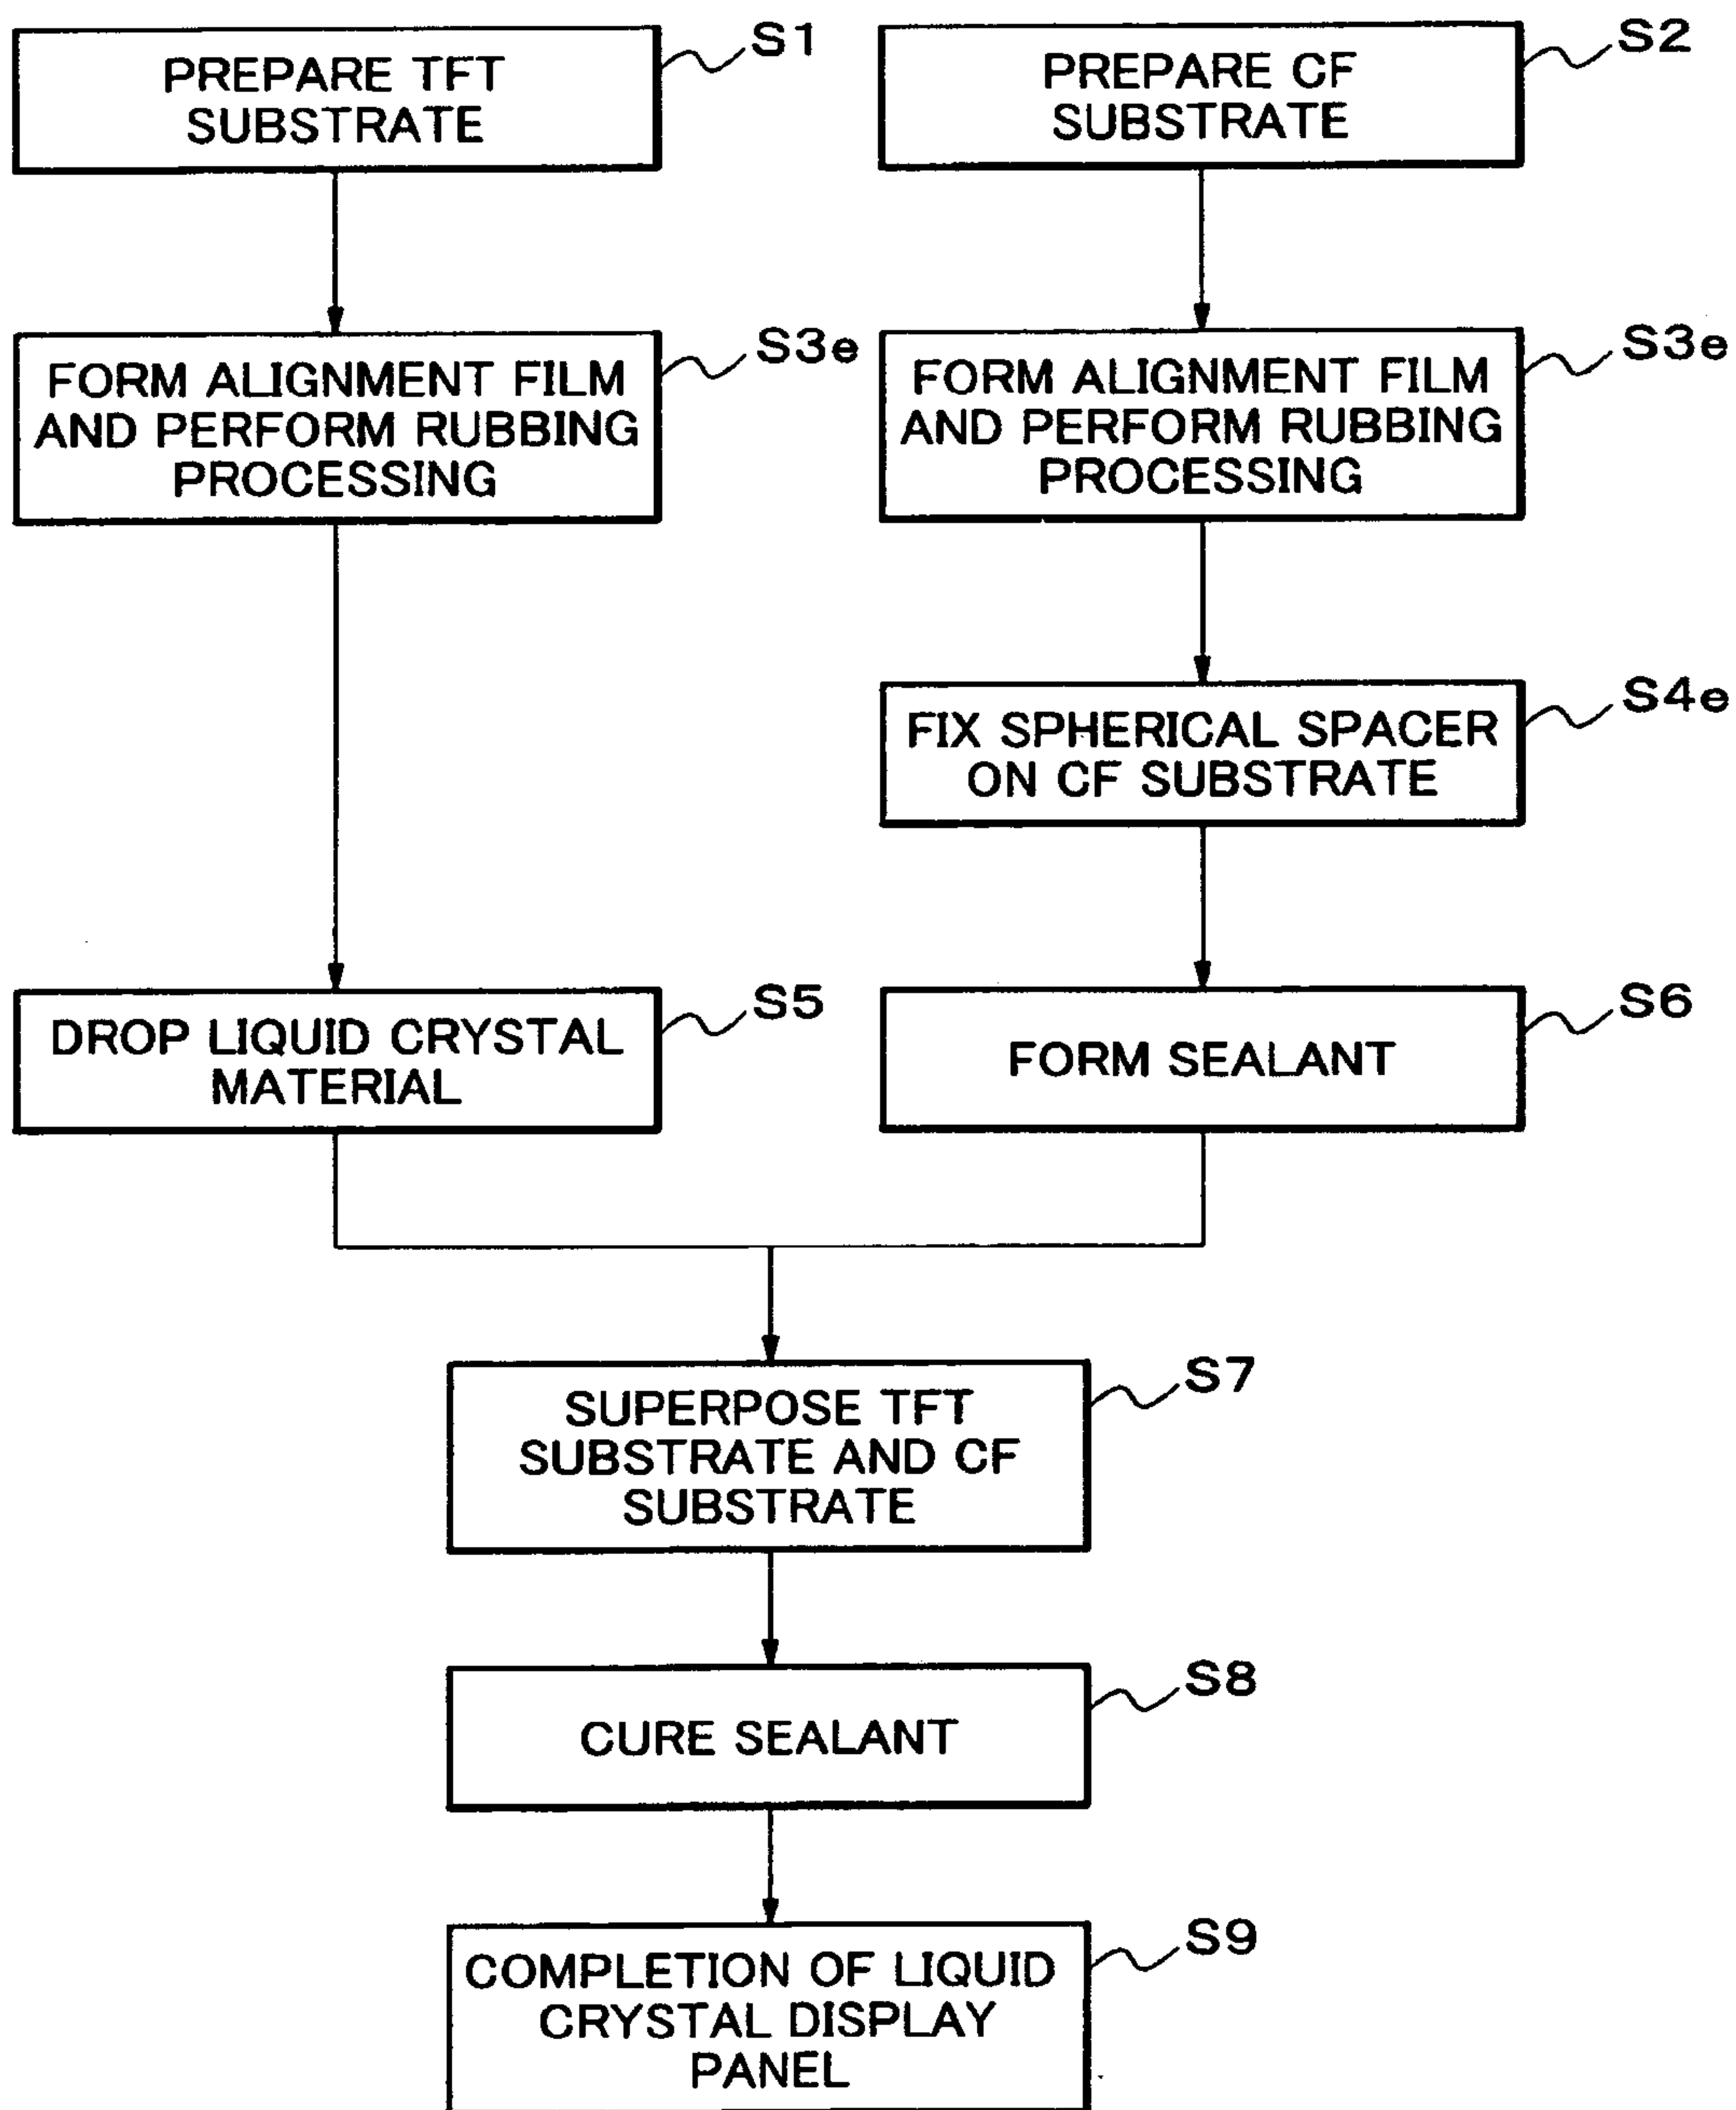 PREPARE TFT
SUBSTRATE
S1
PREPARE CF
SUBSTRATE
S2
FORM ALIGNMENT FILM
AND PERFORM RUBBING
PROCESSING
S3e
FORM ALIGNMENT FILM
AND PERFORM RUBBING
PROCESSING
S3e
FIX SPHERICAL SPACER
ON CF SUBSTRATE
S4e
DROP LIQUID CRYSTAL
MATERIAL
S5
FORM SEALANT
S6
SUPERPOSE TFT
SUBSTRATE AND CF
SUBSTRATE
S7
CURE SEALANT
S8
COMPLETION OF LIQUID
CRYSTAL DISPLAY
PANEL
S9